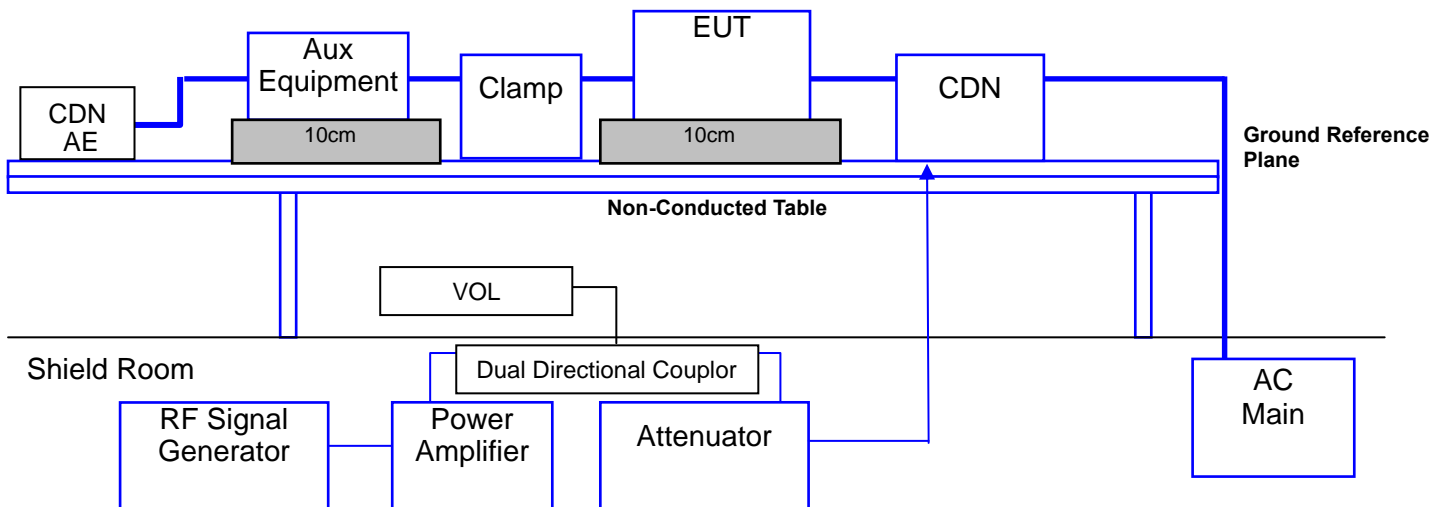 CDN
AE
Aux
Equipment
10cm
Clamp
EUT
10cm
CDN
Ground Reference
Plane
Non-Conducted Table
VOL
Shield Room
Dual Directional Couplor
RF Signal
Generator
Power
Amplifier
Attenuator
AC
Main